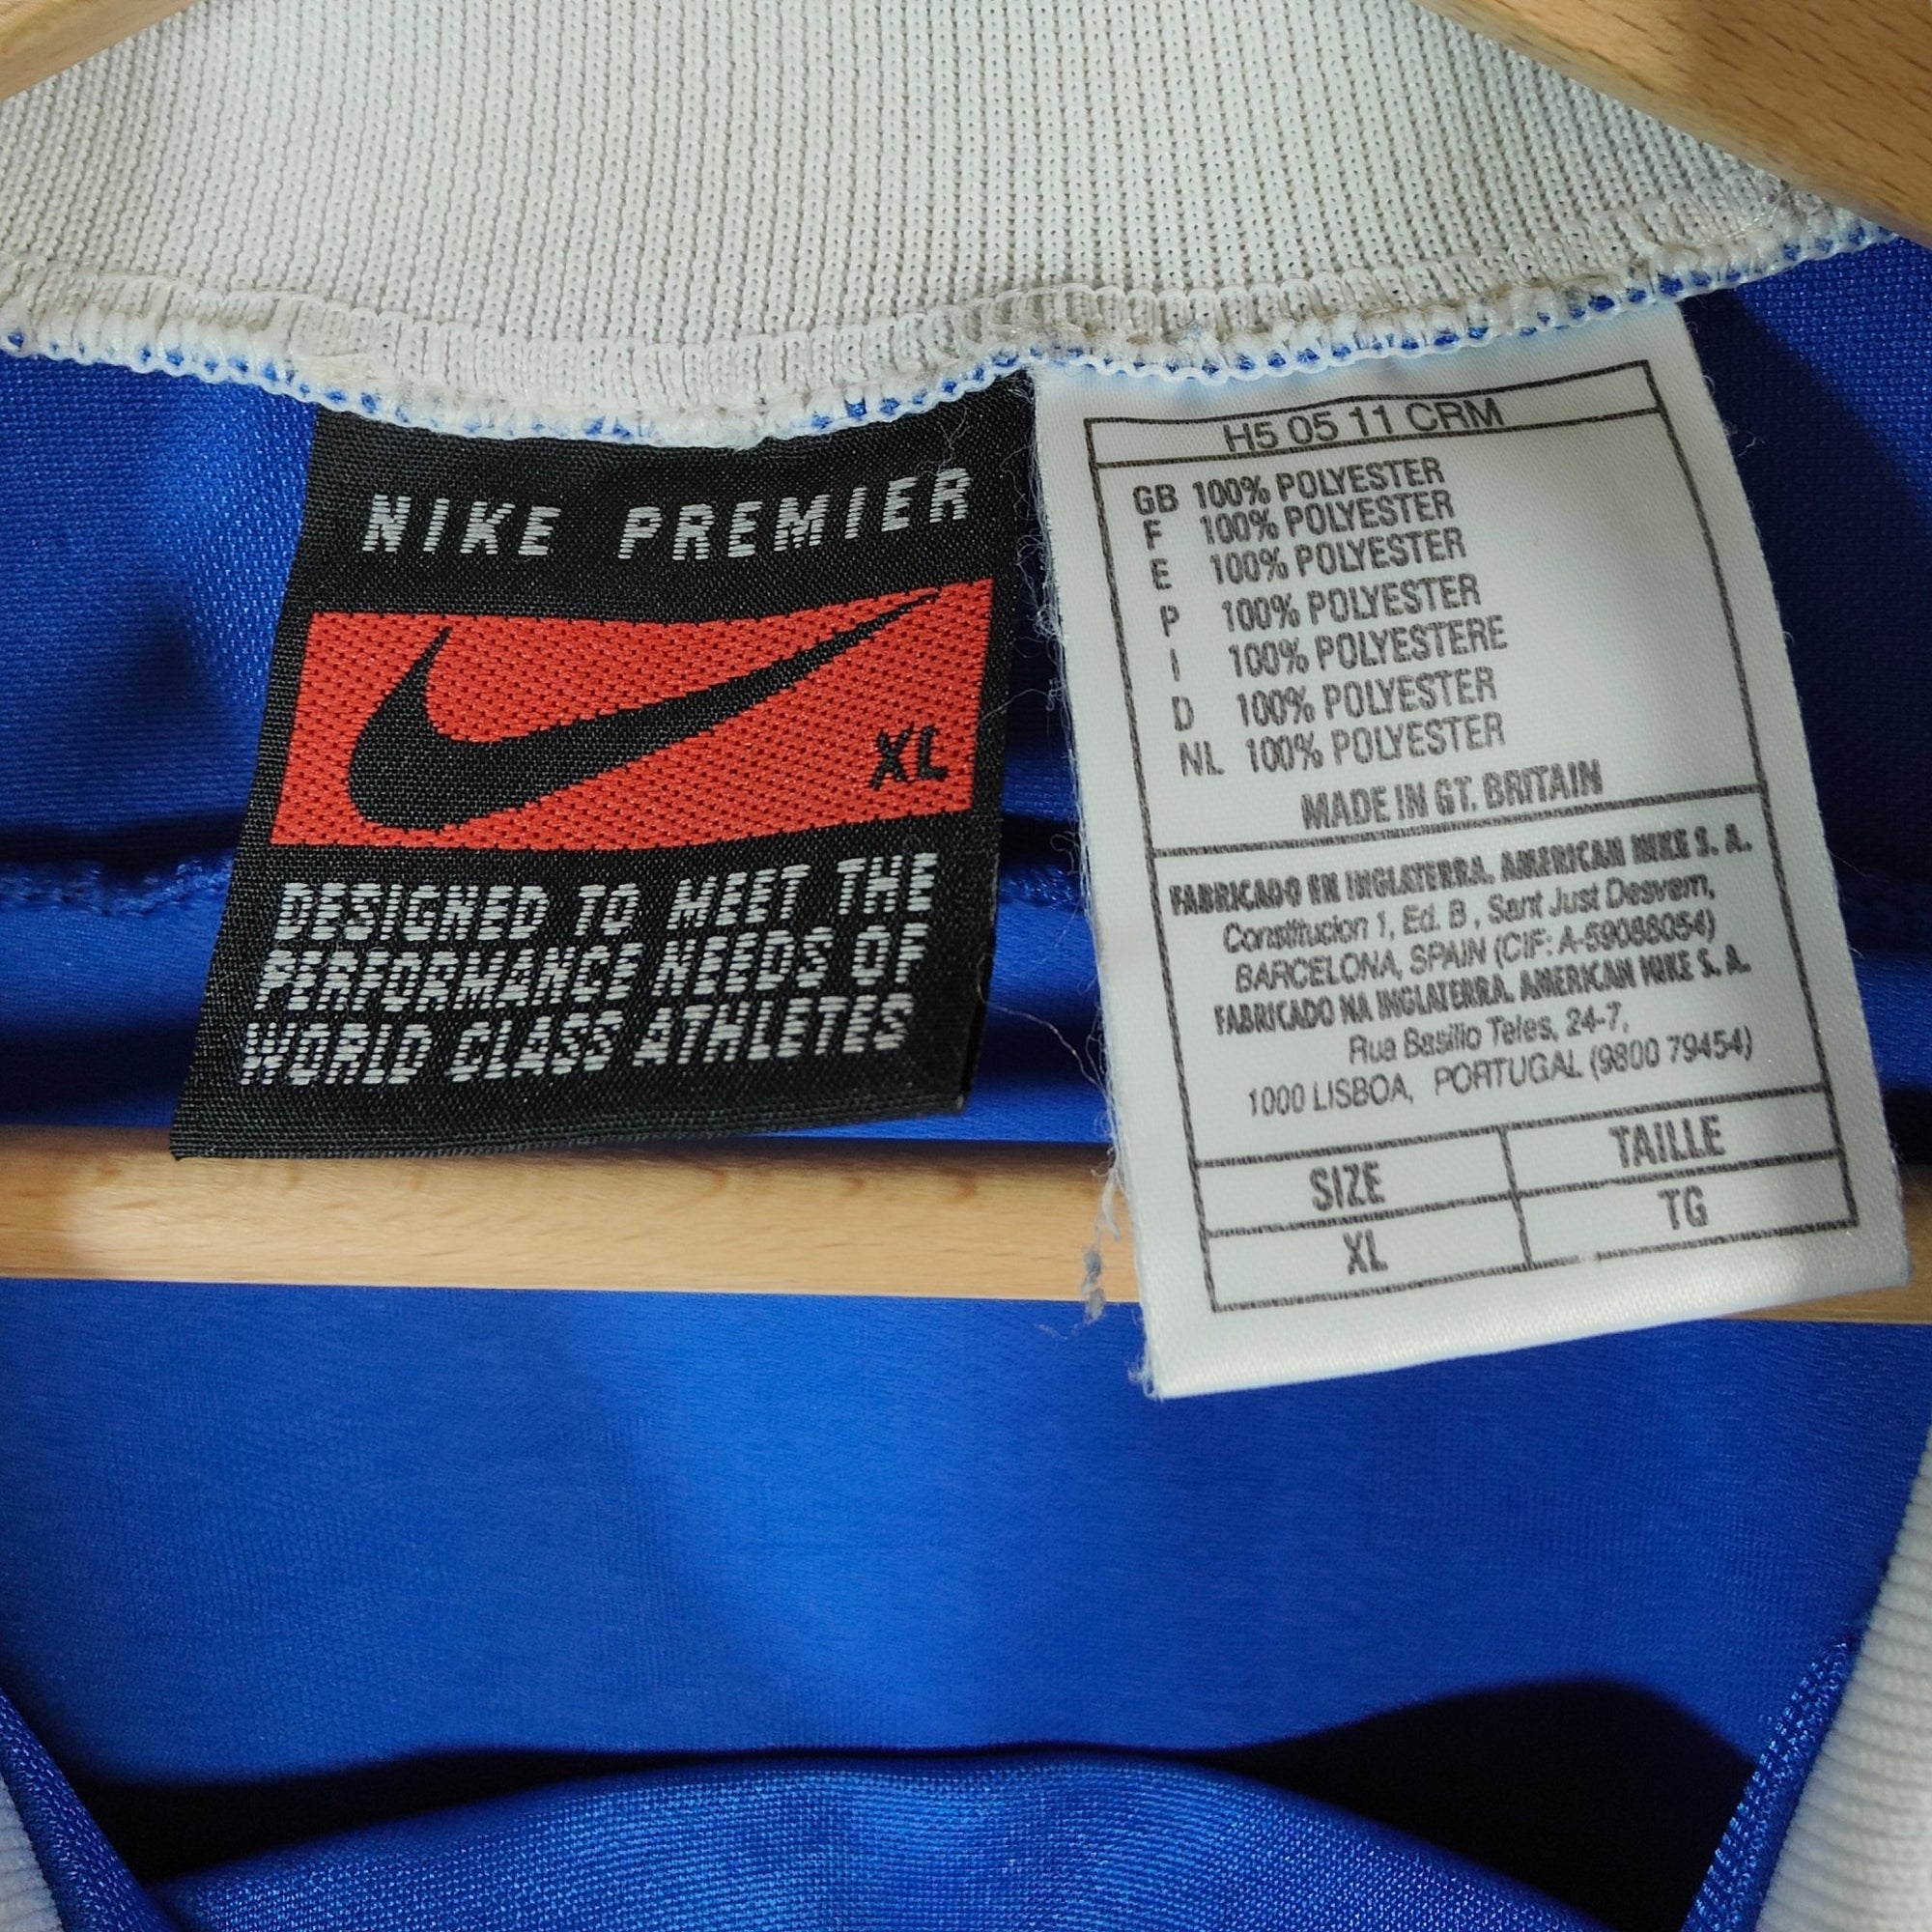 NIKE PREMIER
XL
DESIGNED TO MEET THE
PERFORMANCE NEEDS OF
WORLD CLASS ATHLETES
H5 05 11 CRM
GB 100% POLYESTER
F 100% POLYESTER
E 100% POLYESTER
P 100% POLYESTER
I 100% POLYESTERE
D 100% POLYESTER
NL 100% POLYESTER
MADE IN GT. BRITAIN
FABRICADO EN INGLATERRA. AMERICAN NIKE S. A.
Constitucion 1, Ed. B, Sant Just Desvern,
BARCELONA, SPAIN (CIF: A-59088054)
FABRICADO NA INGLATERRA. AMERICAN NIKE S. A.
Rua Basilio Teles, 24-7,
1000 LISBOA, PORTUGAL (9800 79454)
SIZE TAILLE
XL TG